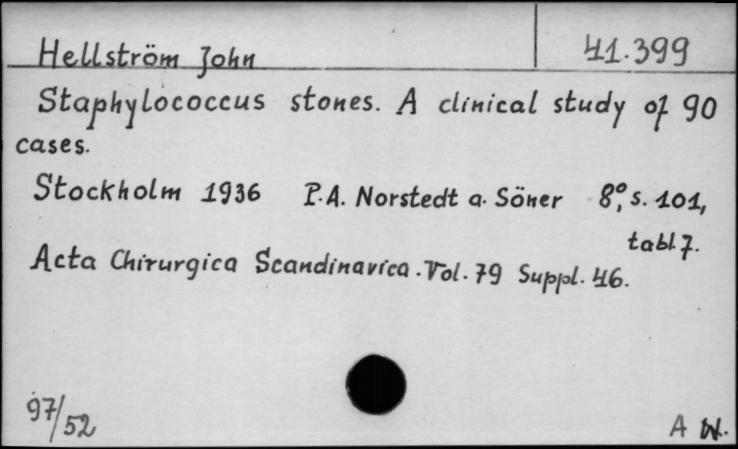 Hellström John
41.399
Staphylococcus stones. A clinical study of 90
cases.
Stockholm 1936 P.A. Norstedt a. Söner 8°, s. 101,
tabl. 7.
Acta Chirurgica Scandinavica. Vol. 79 Suppl. 46.
97/52
A W.